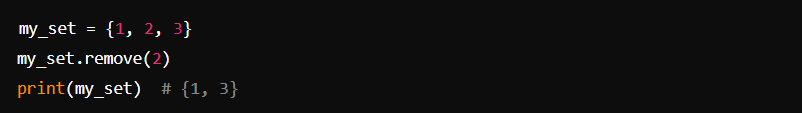 my_set = {1, 2, 3}
my_set.remove(2)
print(my_set)  # {1, 3}